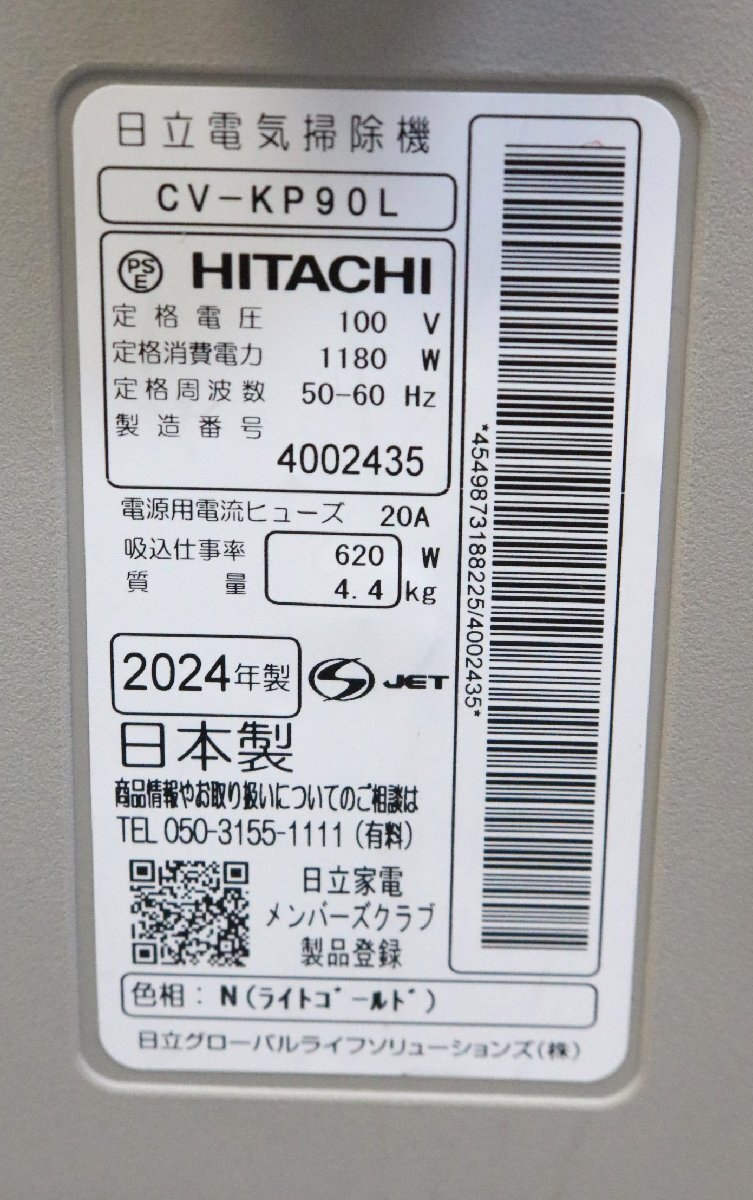 日立電気掃除機
CV-KP90L
PS
E
HITACHI
定格電圧 100 V
定格消費電力 1180 W
定格周波数 50-60 Hz
製造番号
4002435
電源用電流ヒューズ 20A
吸込仕事率 620 W
質量 4.4 kg
2024年製
JET
日本製
商品情報やお取り扱いについてのご相談は
TEL 050-3155-1111（有料）
日立家電
メンバーズクラブ
製品登録
色相：N(ﾗｲﾄｺﾞｰﾙﾄﾞ)
日立グローバルライフソリューションズ(株)
*4549873188225/4002435*